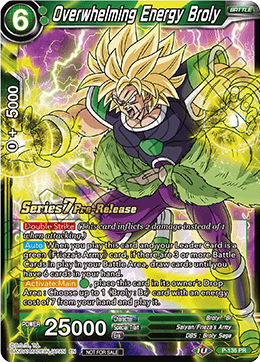 Overwhelming Energy Broly
BATTLE
6
5000
Series7 Pre-Release
Double Strike (This card inflicts 2 damage instead of 1
when attacking.)
Auto When you play this card and your Leader Card is a
green ‹Frieza's Army› card, if there are 3 or more Battle
Cards in play in your Battle Area, draw cards until you
have 6 cards in your hand.
Activate:Main , place this card in its owner's Drop
Area : Choose up to 1 ‹Broly: Br› card with an energy
cost of 7 from your hand and play it.
POWER
25000
Character
Broly: Br
Special Trait
Saiyan/Frieza's Army
Era
DBS : Broly Saga
NOT FOR SALE
P-136 PR